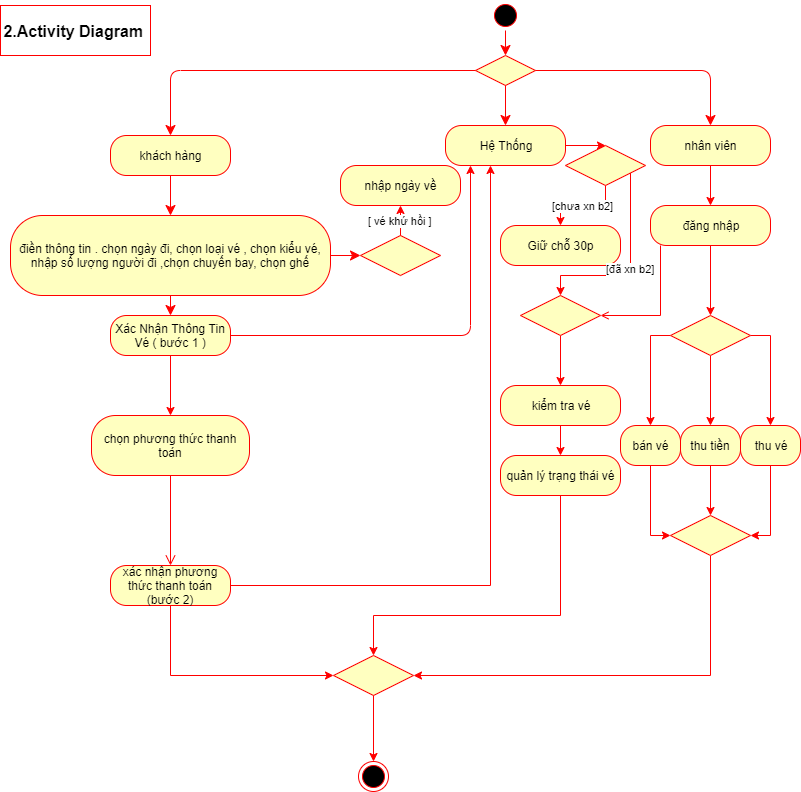 2.Activity Diagram
khách hàng
Hệ Thống
nhân viên
nhập ngày về
[ vé khứ hồi ]
[chưa xn b2]
đăng nhập
điền thông tin . chọn ngày đi, chọn loại vé , chọn kiểu vé,
nhập số lượng người đi ,chọn chuyến bay, chọn ghế
Giữ chỗ 30p
[đã xn b2]
Xác Nhận Thông Tin
Vé ( bước 1 )
kiểm tra vé
chọn phương thức thanh
toán
bán vé
thu tiền
thu vé
quản lý trạng thái vé
xác nhận phương
thức thanh toán
(bước 2)